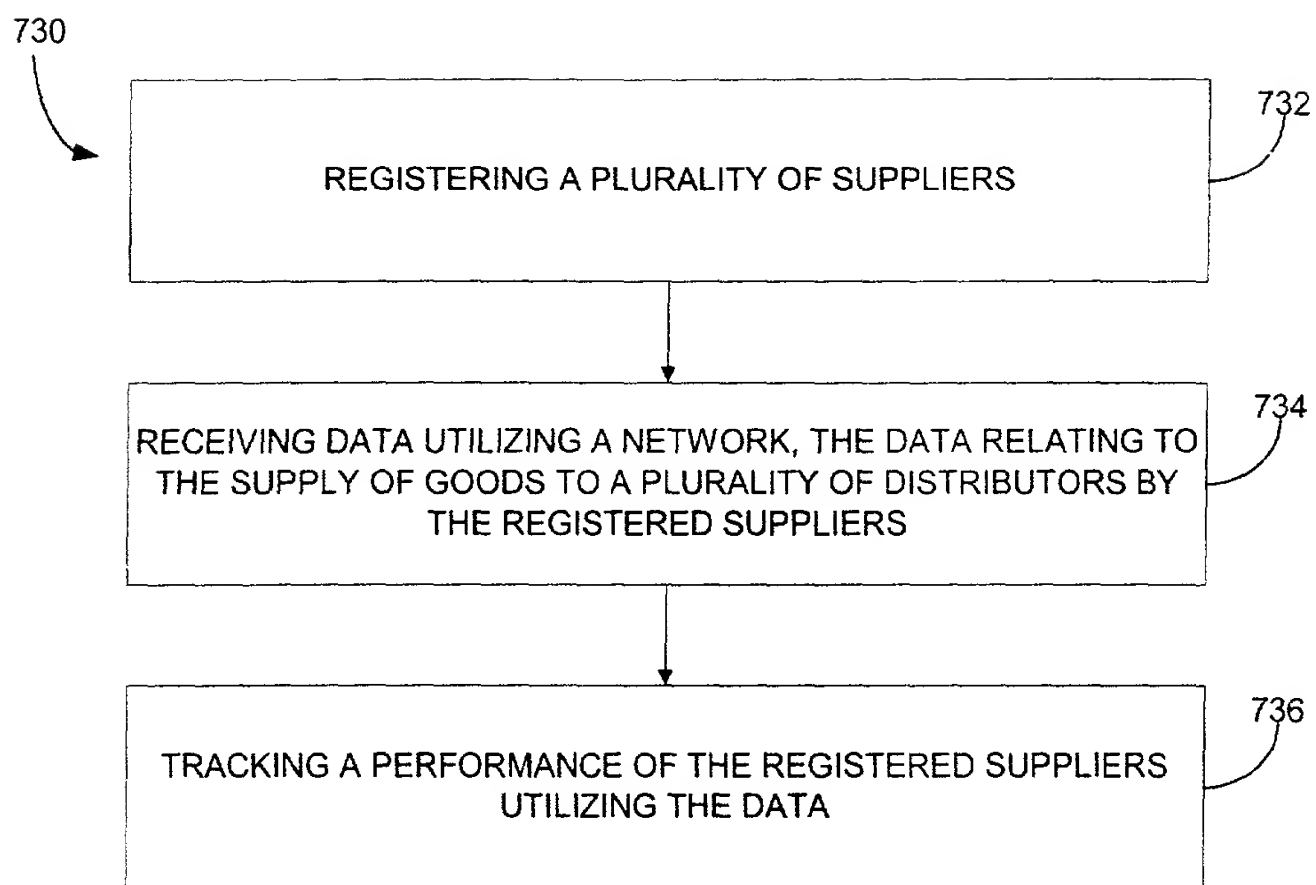 730
732
REGISTERING A PLURALITY OF SUPPLIERS
734
RECEIVING DATA UTILIZING A NETWORK, THE DATA RELATING TO
THE SUPPLY OF GOODS TO A PLURALITY OF DISTRIBUTORS BY
THE REGISTERED SUPPLIERS
736
TRACKING A PERFORMANCE OF THE REGISTERED SUPPLIERS
UTILIZING THE DATA